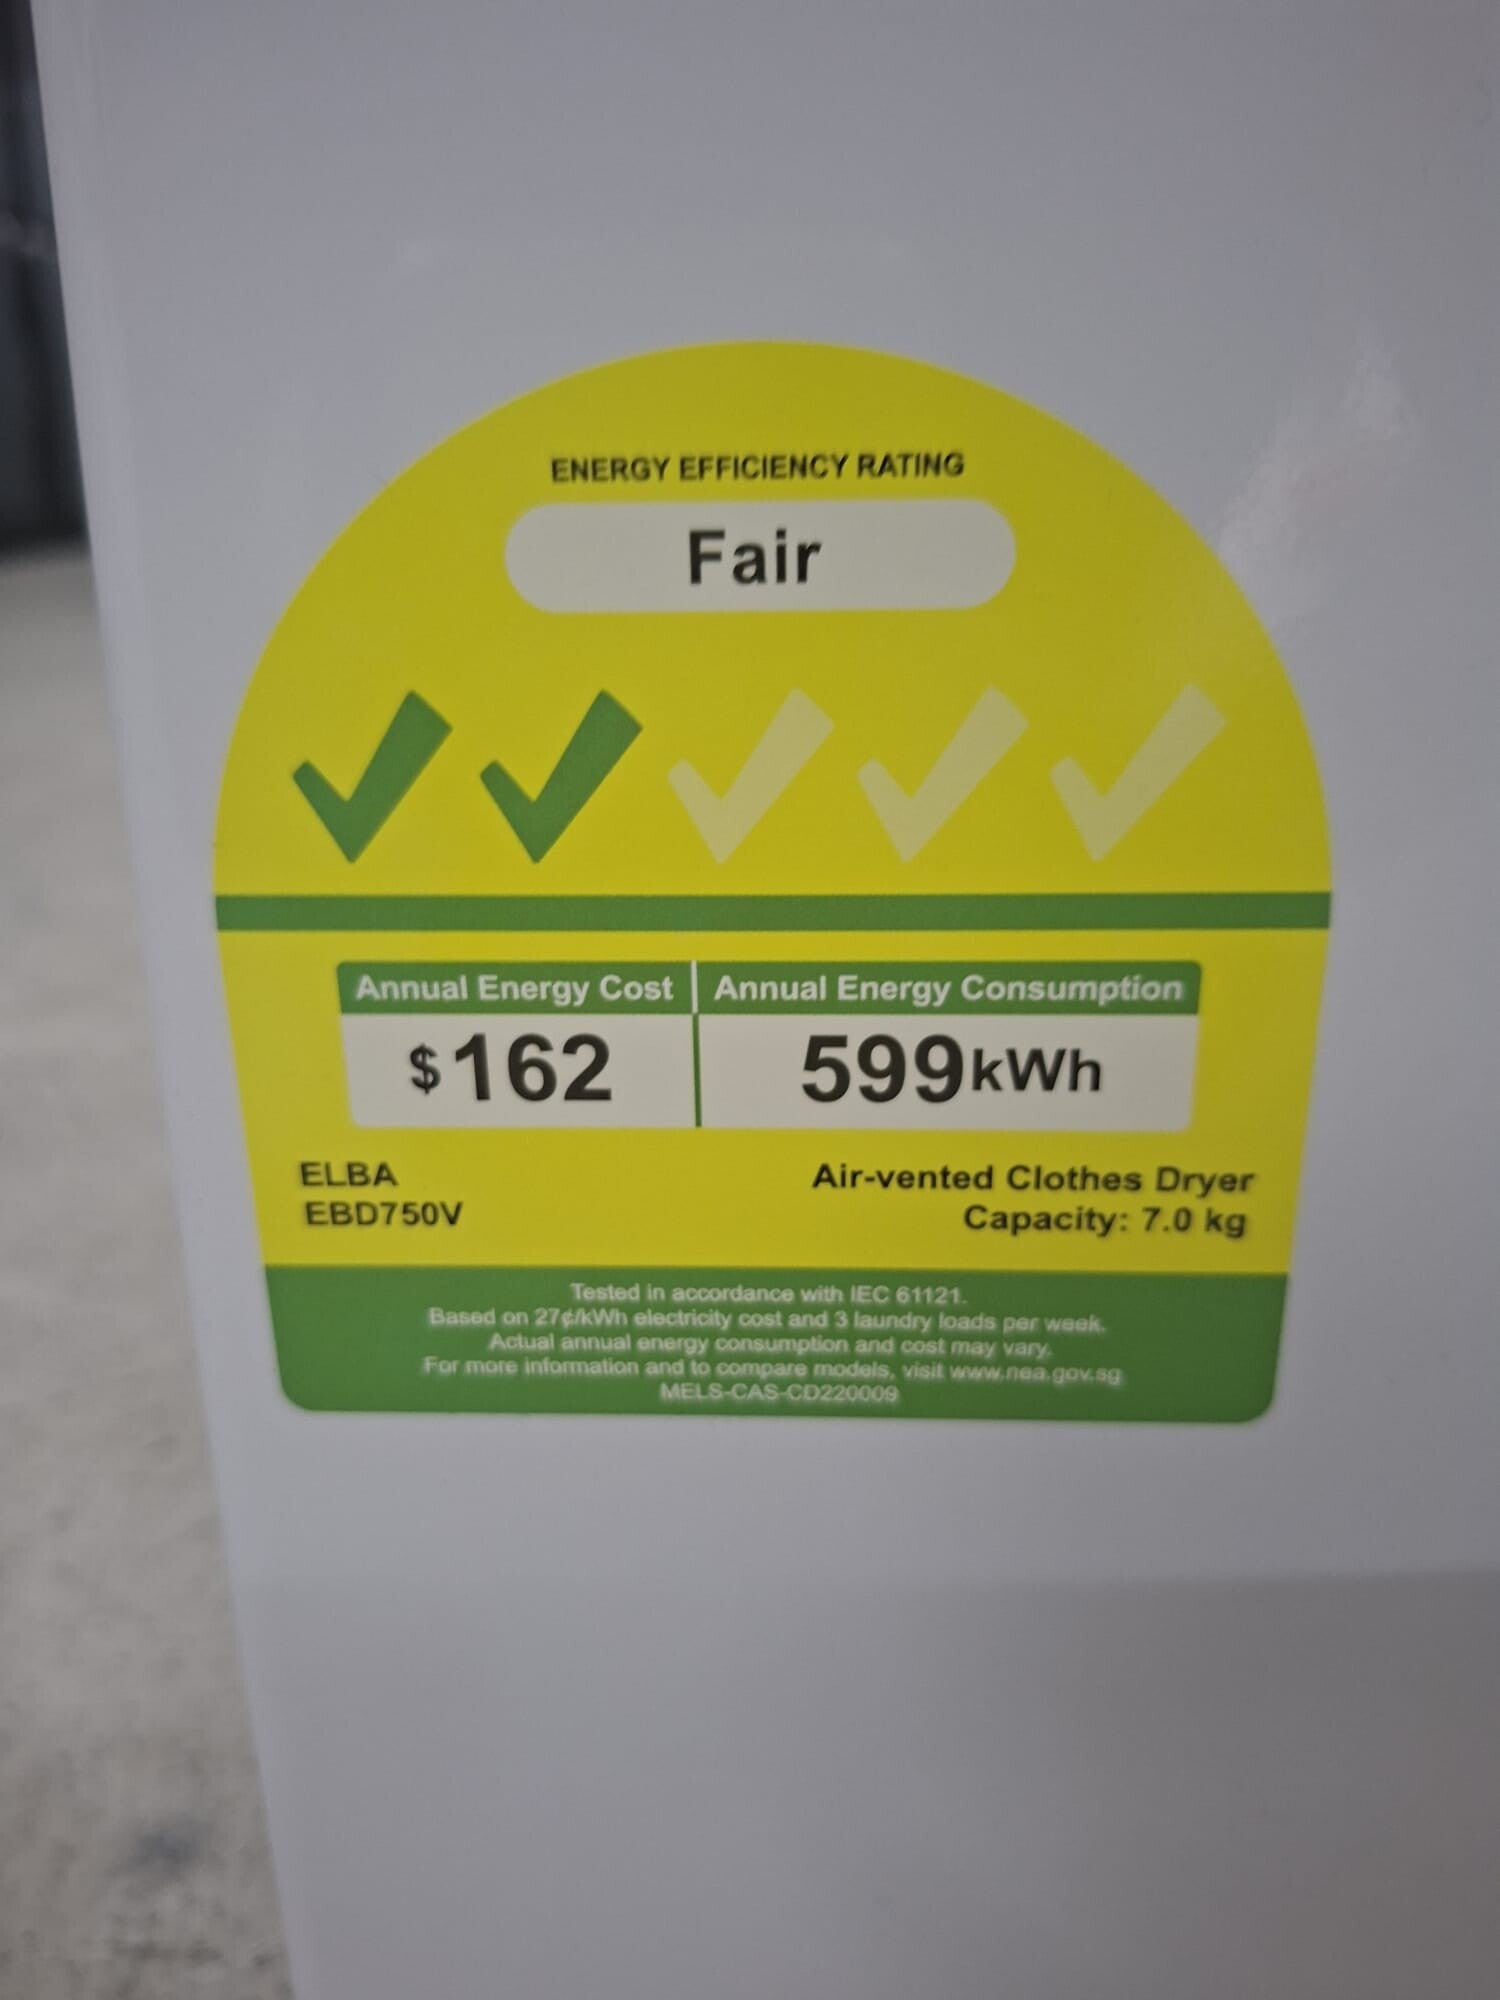 ENERGY EFFICIENCY RATING
Fair
Annual Energy Cost
$162
Annual Energy Consumption
599kWh
ELBA
EBD750V
Air-vented Clothes Dryer
Capacity: 7.0 kg
Tested in accordance with IEC 61121.
Based on 27¢/kWh electricity cost and 3 laundry loads per week.
Actual annual energy consumption and cost may vary.
For more information and to compare models, visit www.nea.gov.sg
MELS-CAS-CD220009